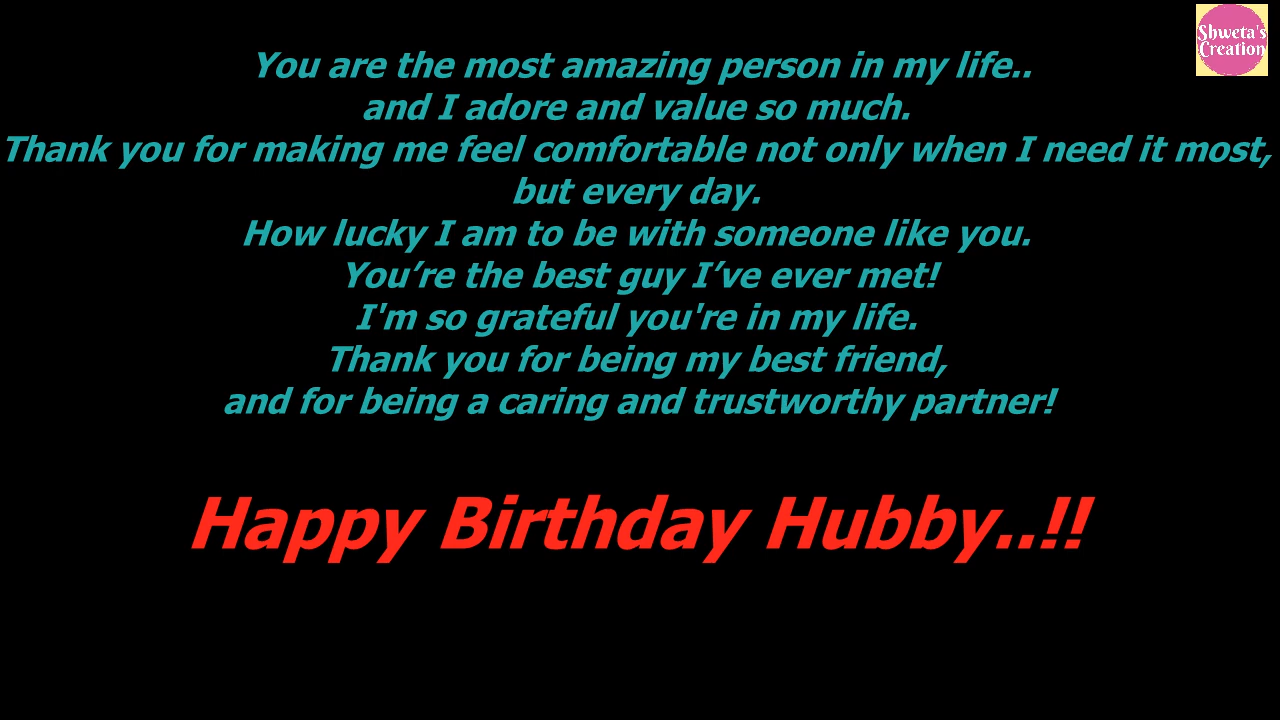 Shweta's
Creation
You are the most amazing person in my life..
and I adore and value so much.
Thank you for making me feel comfortable not only when I need it most,
but every day.
How lucky I am to be with someone like you.
You’re the best guy I’ve ever met!
I'm so grateful you're in my life.
Thank you for being my best friend,
and for being a caring and trustworthy partner!
Happy Birthday Hubby..!!